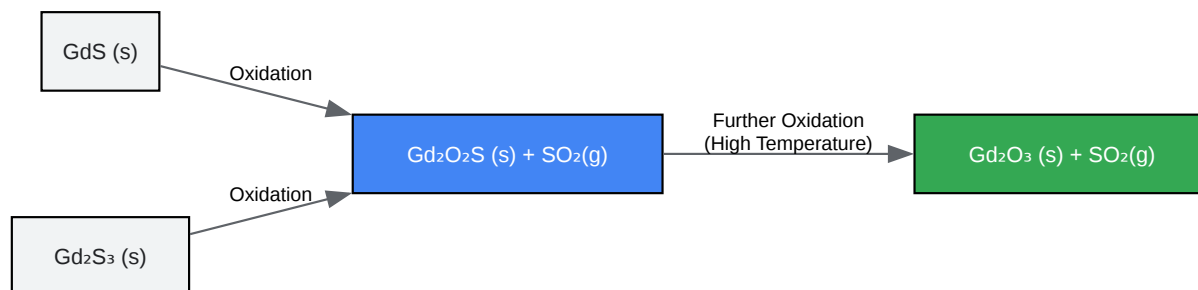 GdS (s)
Oxidation
Gd₂O₂S (s) + SO₂(g)
Further Oxidation
(High Temperature)
Gd₂O₃ (s) + SO₂(g)
Oxidation
Gd₂S₃ (s)